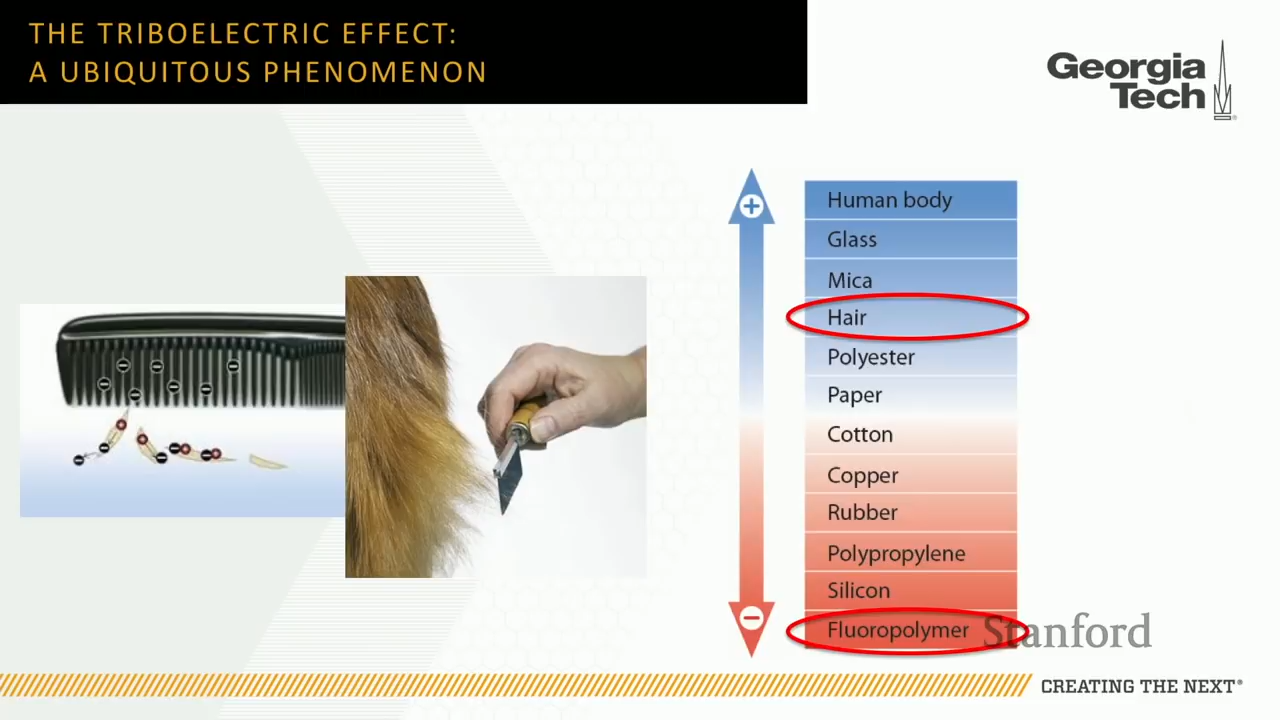 THE TRIBOELECTRIC EFFECT:
A UBIQUITOUS PHENOMENON
Georgia
Tech
Human body
Glass
Mica
Hair
Polyester
Paper
Cotton
Copper
Rubber
Polypropylene
Silicon
Fluoropolymer
Stanford
CREATING THE NEXT®